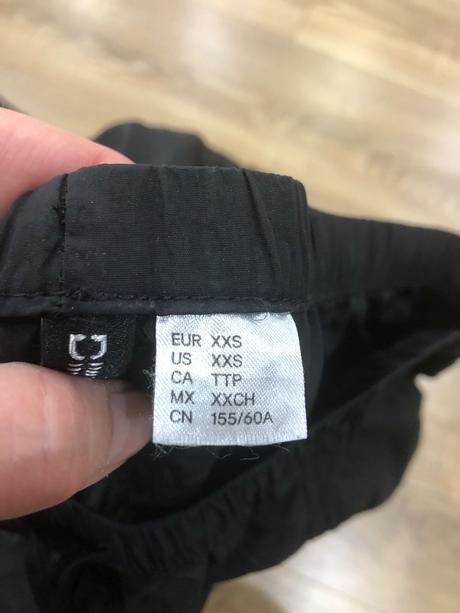 EUR XXS
US XXS
CA TTP
MX XXCH
CN 155/60A